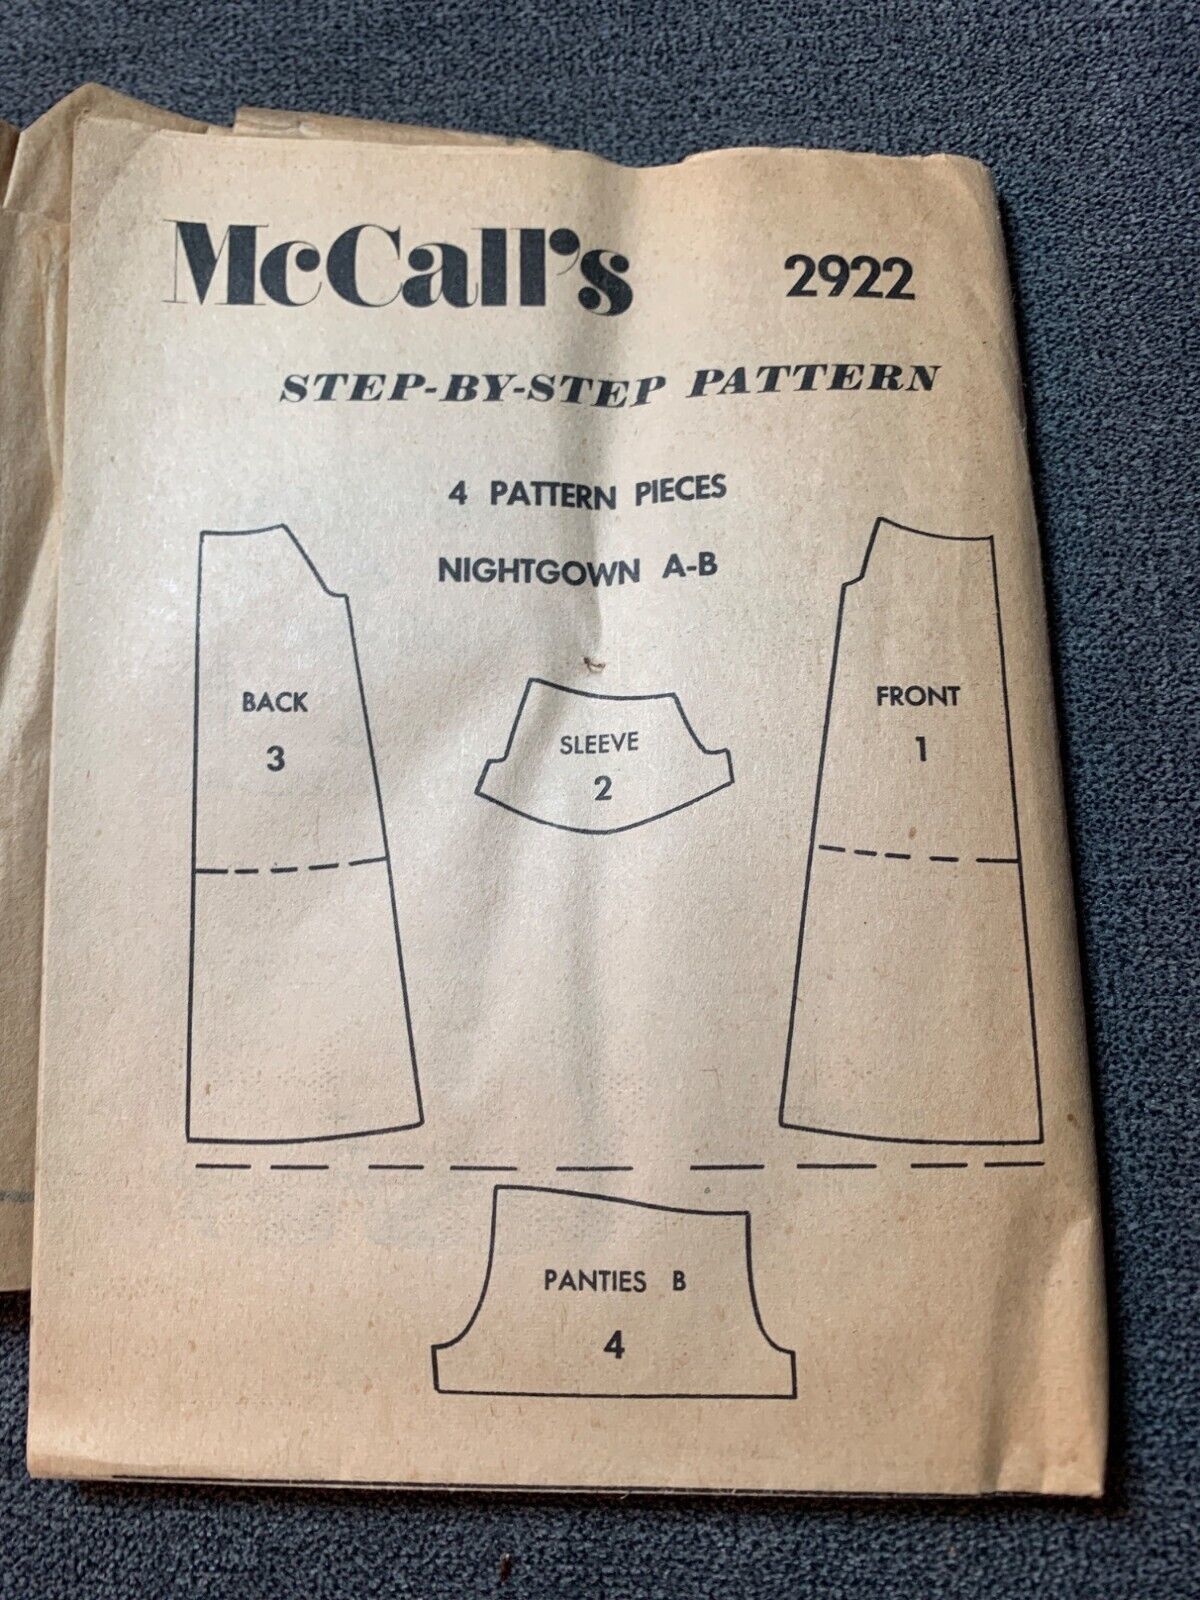 McCall's 2922
STEP-BY-STEP PATTERN
4 PATTERN PIECES
NIGHTGOWN A-B
BACK
3
SLEEVE
2
FRONT
1
PANTIES B
4